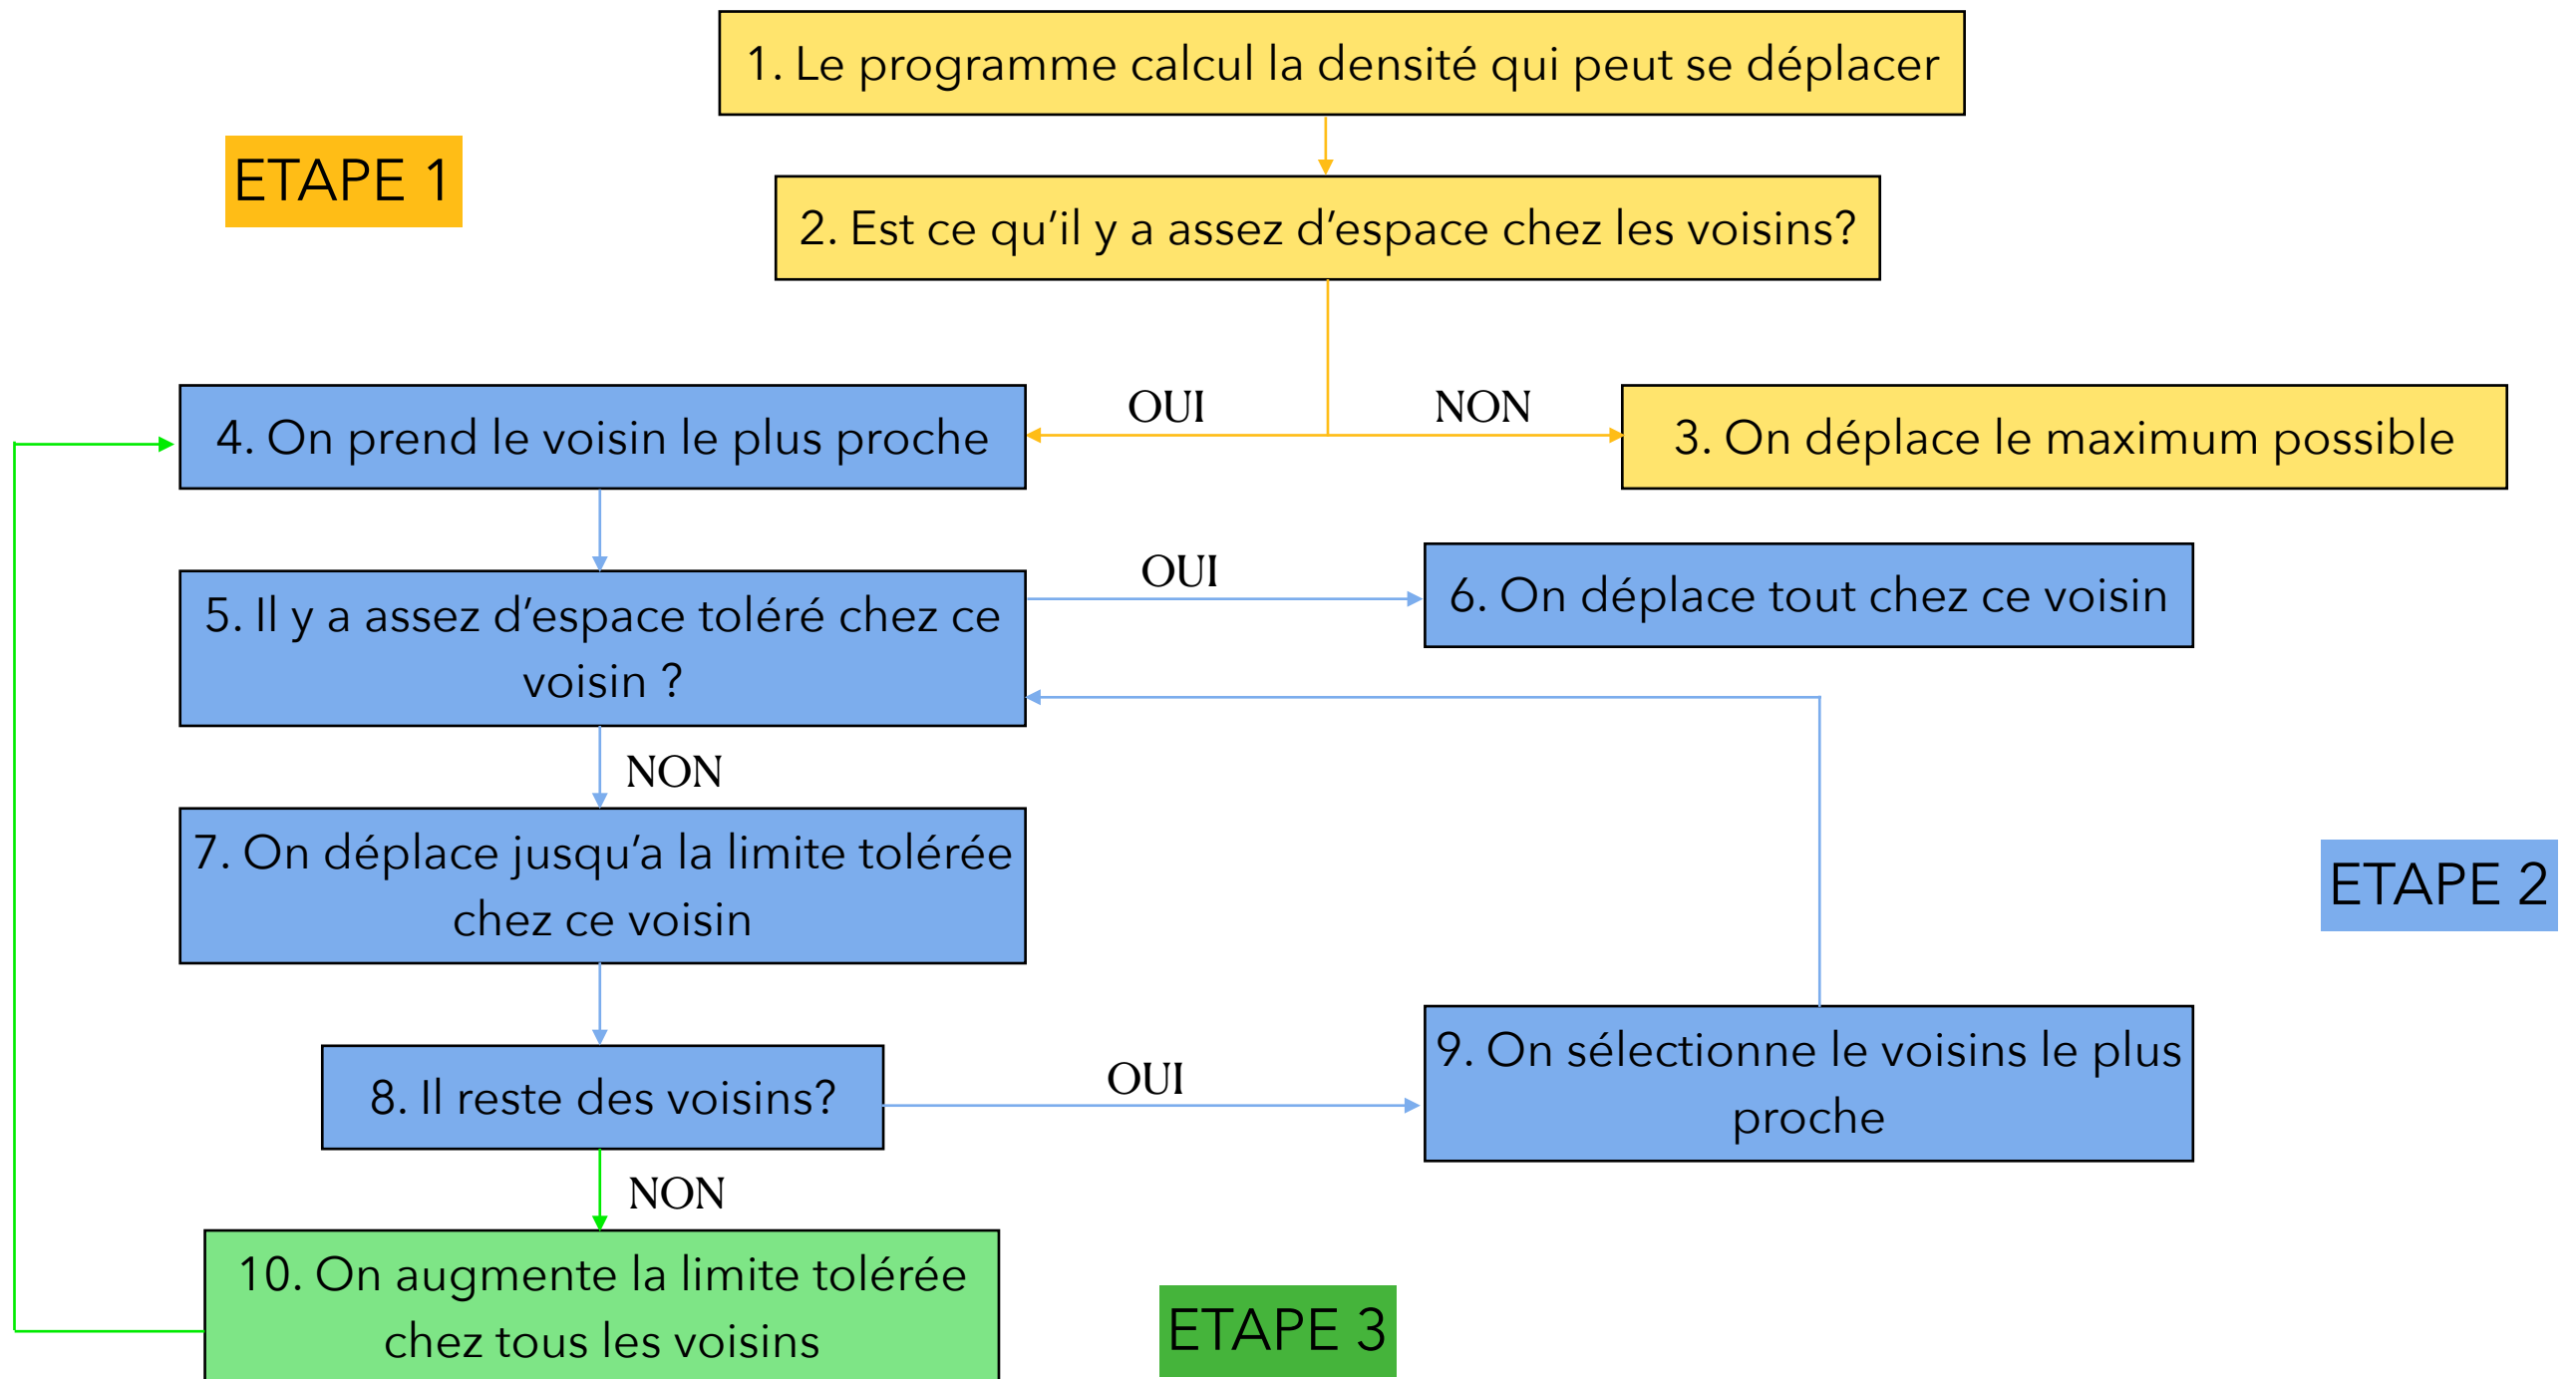 1. Le programme calcul la densité qui peut se déplacer
ETAPE 1
2. Est ce qu’il y a assez d’espace chez les voisins?
OUI
NON
4. On prend le voisin le plus proche
3. On déplace le maximum possible
OUI
5. Il y a assez d’espace toléré chez ce
voisin ?
6. On déplace tout chez ce voisin
NON
7. On déplace jusqu’a la limite tolérée
chez ce voisin
ETAPE 2
8. Il reste des voisins?
OUI
9. On sélectionne le voisins le plus
proche
NON
10. On augmente la limite tolérée
chez tous les voisins
ETAPE 3